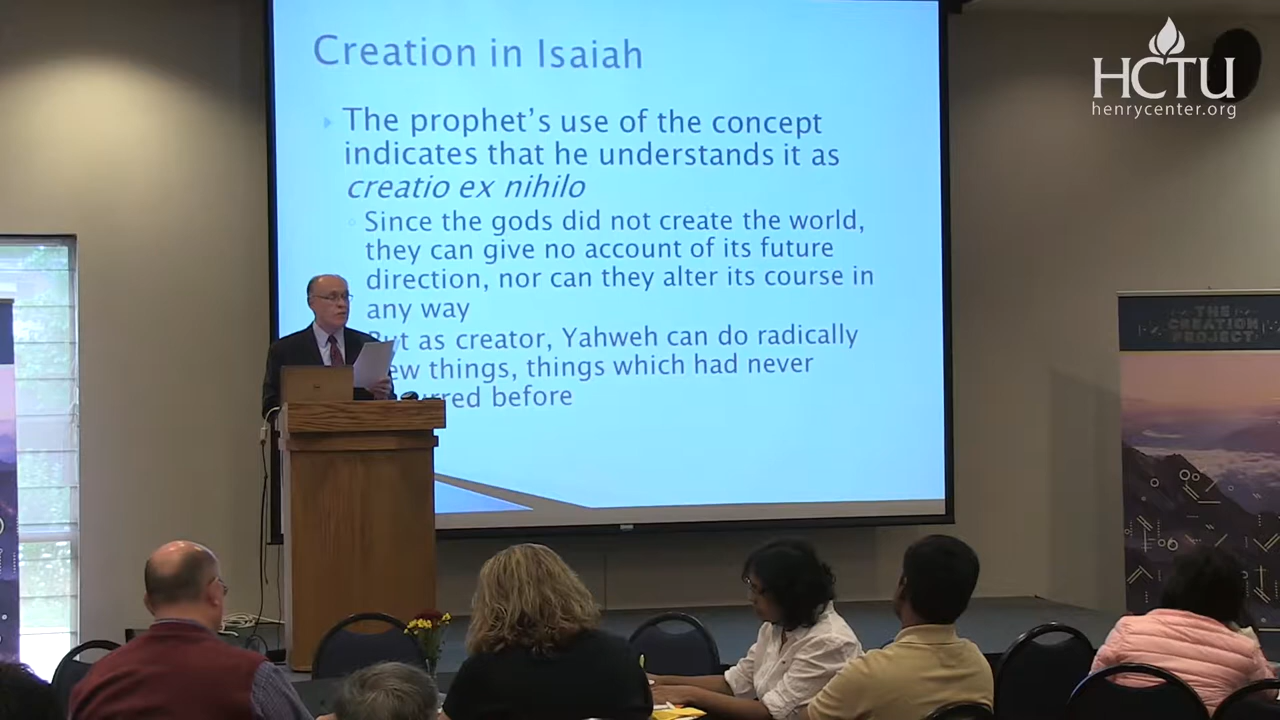 Creation in Isaiah
The prophet's use of the concept
indicates that he understands it as
creatio ex nihilo
Since the gods did not create the world,
they can give no account of its future
direction, nor can they alter its course in
any way
But as creator, Yahweh can do radically
things, things which had never
before
HCTU
henrycenter.org
THE
CREATION
PROJECT